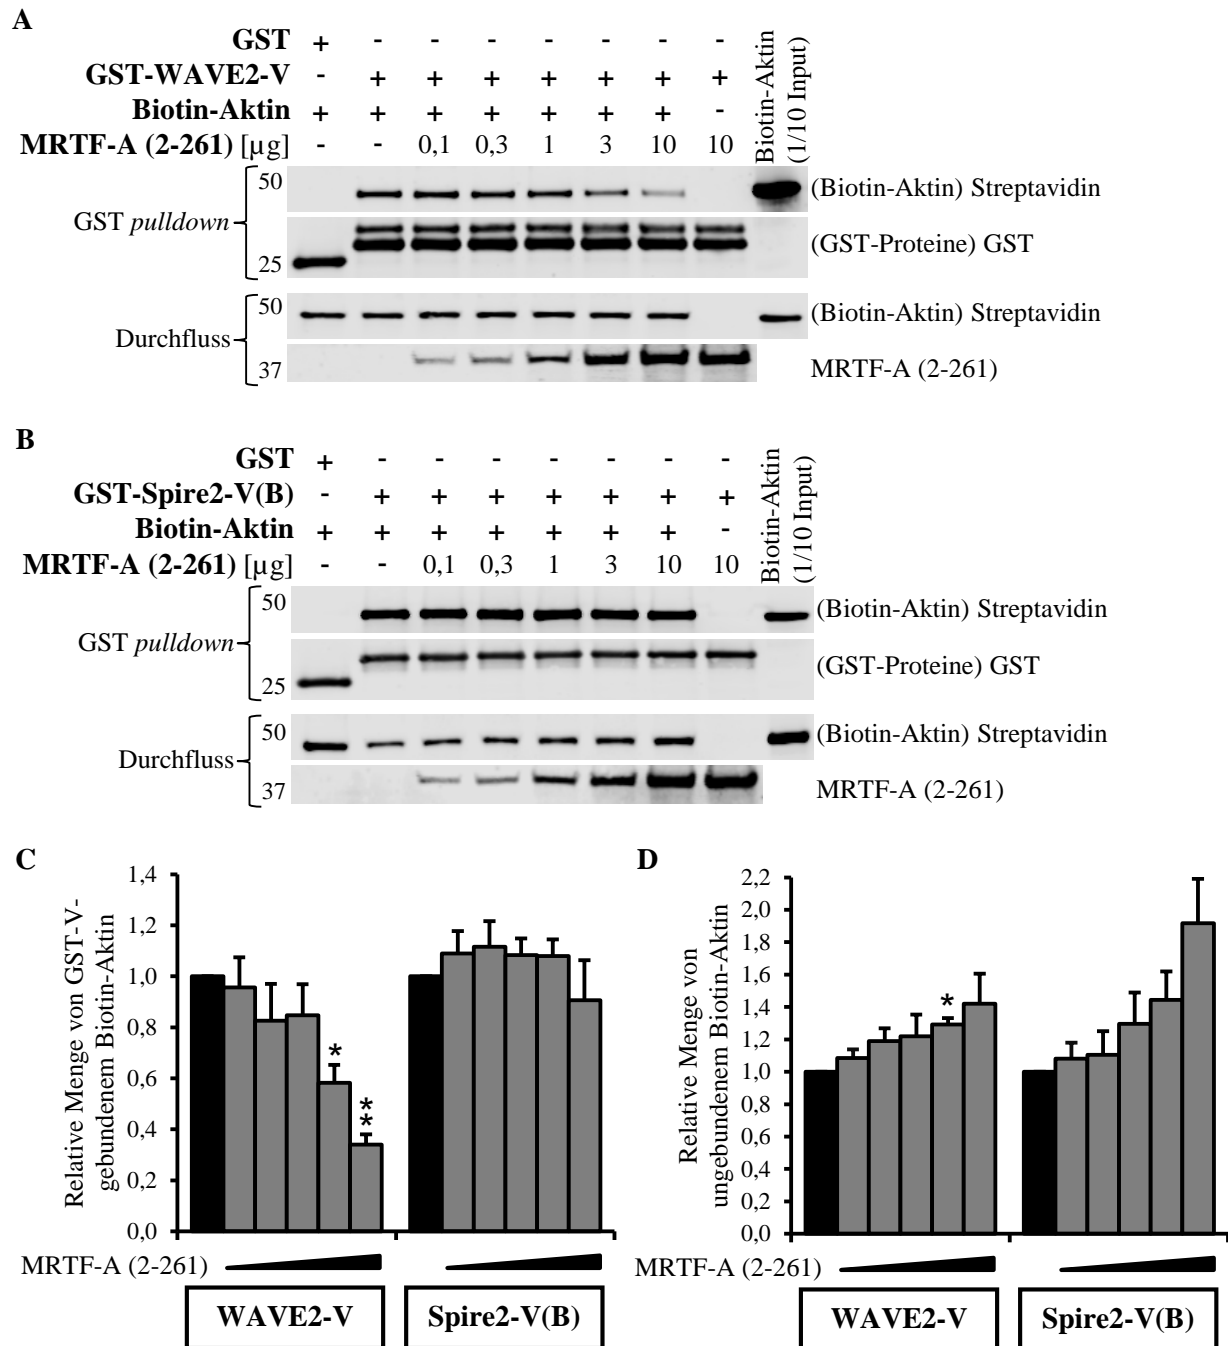 A
GST + - - - - - - -
GST-WAVE2-V - + + + + + + +
Biotin-Aktin + + + + + + + -
MRTF-A (2-261) [µg] - - 0,1 0,3 1 3 10 10
Biotin-Aktin
(1/10 Input)
GST pulldown
50
(Biotin-Aktin) Streptavidin
25
(GST-Proteine) GST
Durchfluss
50
(Biotin-Aktin) Streptavidin
37
MRTF-A (2-261)
B
GST + - - - - - - -
GST-Spire2-V(B) - + + + + + + +
Biotin-Aktin + + + + + + + -
MRTF-A (2-261) [µg] - - 0,1 0,3 1 3 10 10
Biotin-Aktin
(1/10 Input)
GST pulldown
50
(Biotin-Aktin) Streptavidin
25
(GST-Proteine) GST
Durchfluss
50
(Biotin-Aktin) Streptavidin
37
MRTF-A (2-261)
C
Relative Menge von GST-V-
gebundenem Biotin-Aktin
1,4
1,2
1,0
0,8
0,6
0,4
0,2
0,0
*
**
MRTF-A (2-261)
WAVE2-V
Spire2-V(B)
D
Relative Menge von
ungebundenem Biotin-Aktin
2,2
2,0
1,8
1,6
1,4
1,2
1,0
0,8
0,6
0,4
0,2
0,0
*
MRTF-A (2-261)
WAVE2-V
Spire2-V(B)